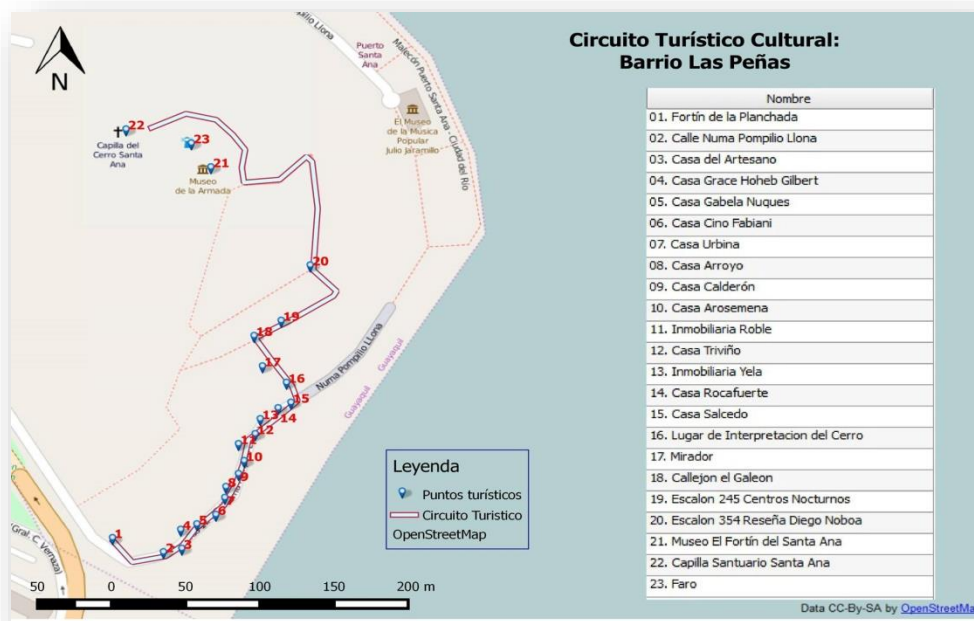 Circuito Turístico Cultural:
Barrio Las Peñas
N
Puerto
Santa
Ana
Malecón Puerto Santa Ana - Ciudad del Río
El Museo
de la Música
Popular
Julio Jaramillo
22
Capilla del
Cerro Santa
Ana
23
21
Museo
de la Armada
20
19
18
17
16
15
14
13
12
11
10
9
8
7
6
5
4
3
2
1
Numa Pompilio LLona
Guayaquil
Guayaquil
(Gral. C. Vernaza)
Leyenda
Puntos turísticos
Circuito Turistico
OpenStreetMap
50 0 50 100 150 200 m
Nombre
01. Fortín de la Planchada
02. Calle Numa Pompilio Llona
03. Casa del Artesano
04. Casa Grace Hoheb Gilbert
05. Casa Gabela Nuques
06. Casa Cino Fabiani
07. Casa Urbina
08. Casa Arroyo
09. Casa Calderón
10. Casa Arosemena
11. Inmobiliaria Roble
12. Casa Triviño
13. Inmobiliaria Yela
14. Casa Rocafuerte
15. Casa Salcedo
16. Lugar de Interpretacion del Cerro
17. Mirador
18. Callejon el Galeon
19. Escalon 245 Centros Nocturnos
20. Escalon 354 Reseña Diego Noboa
21. Museo El Fortín del Santa Ana
22. Capilla Santuario Santa Ana
23. Faro
Data CC-By-SA by OpenStreetMa